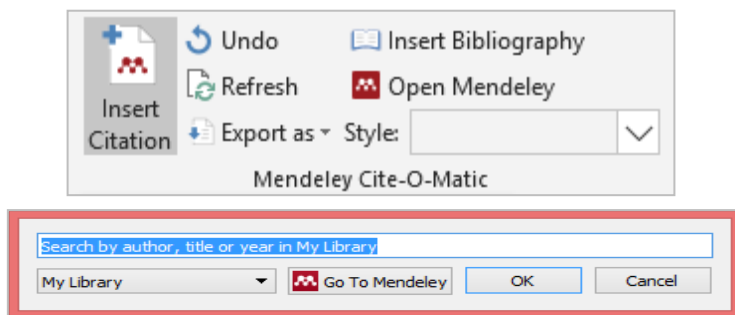 Undo
Insert Bibliography
Refresh
Open Mendeley
Insert
Citation
Export as
Style:
Mendeley Cite-O-Matic
Search by author, title or year in My Library
My Library
Go To Mendeley
OK
Cancel